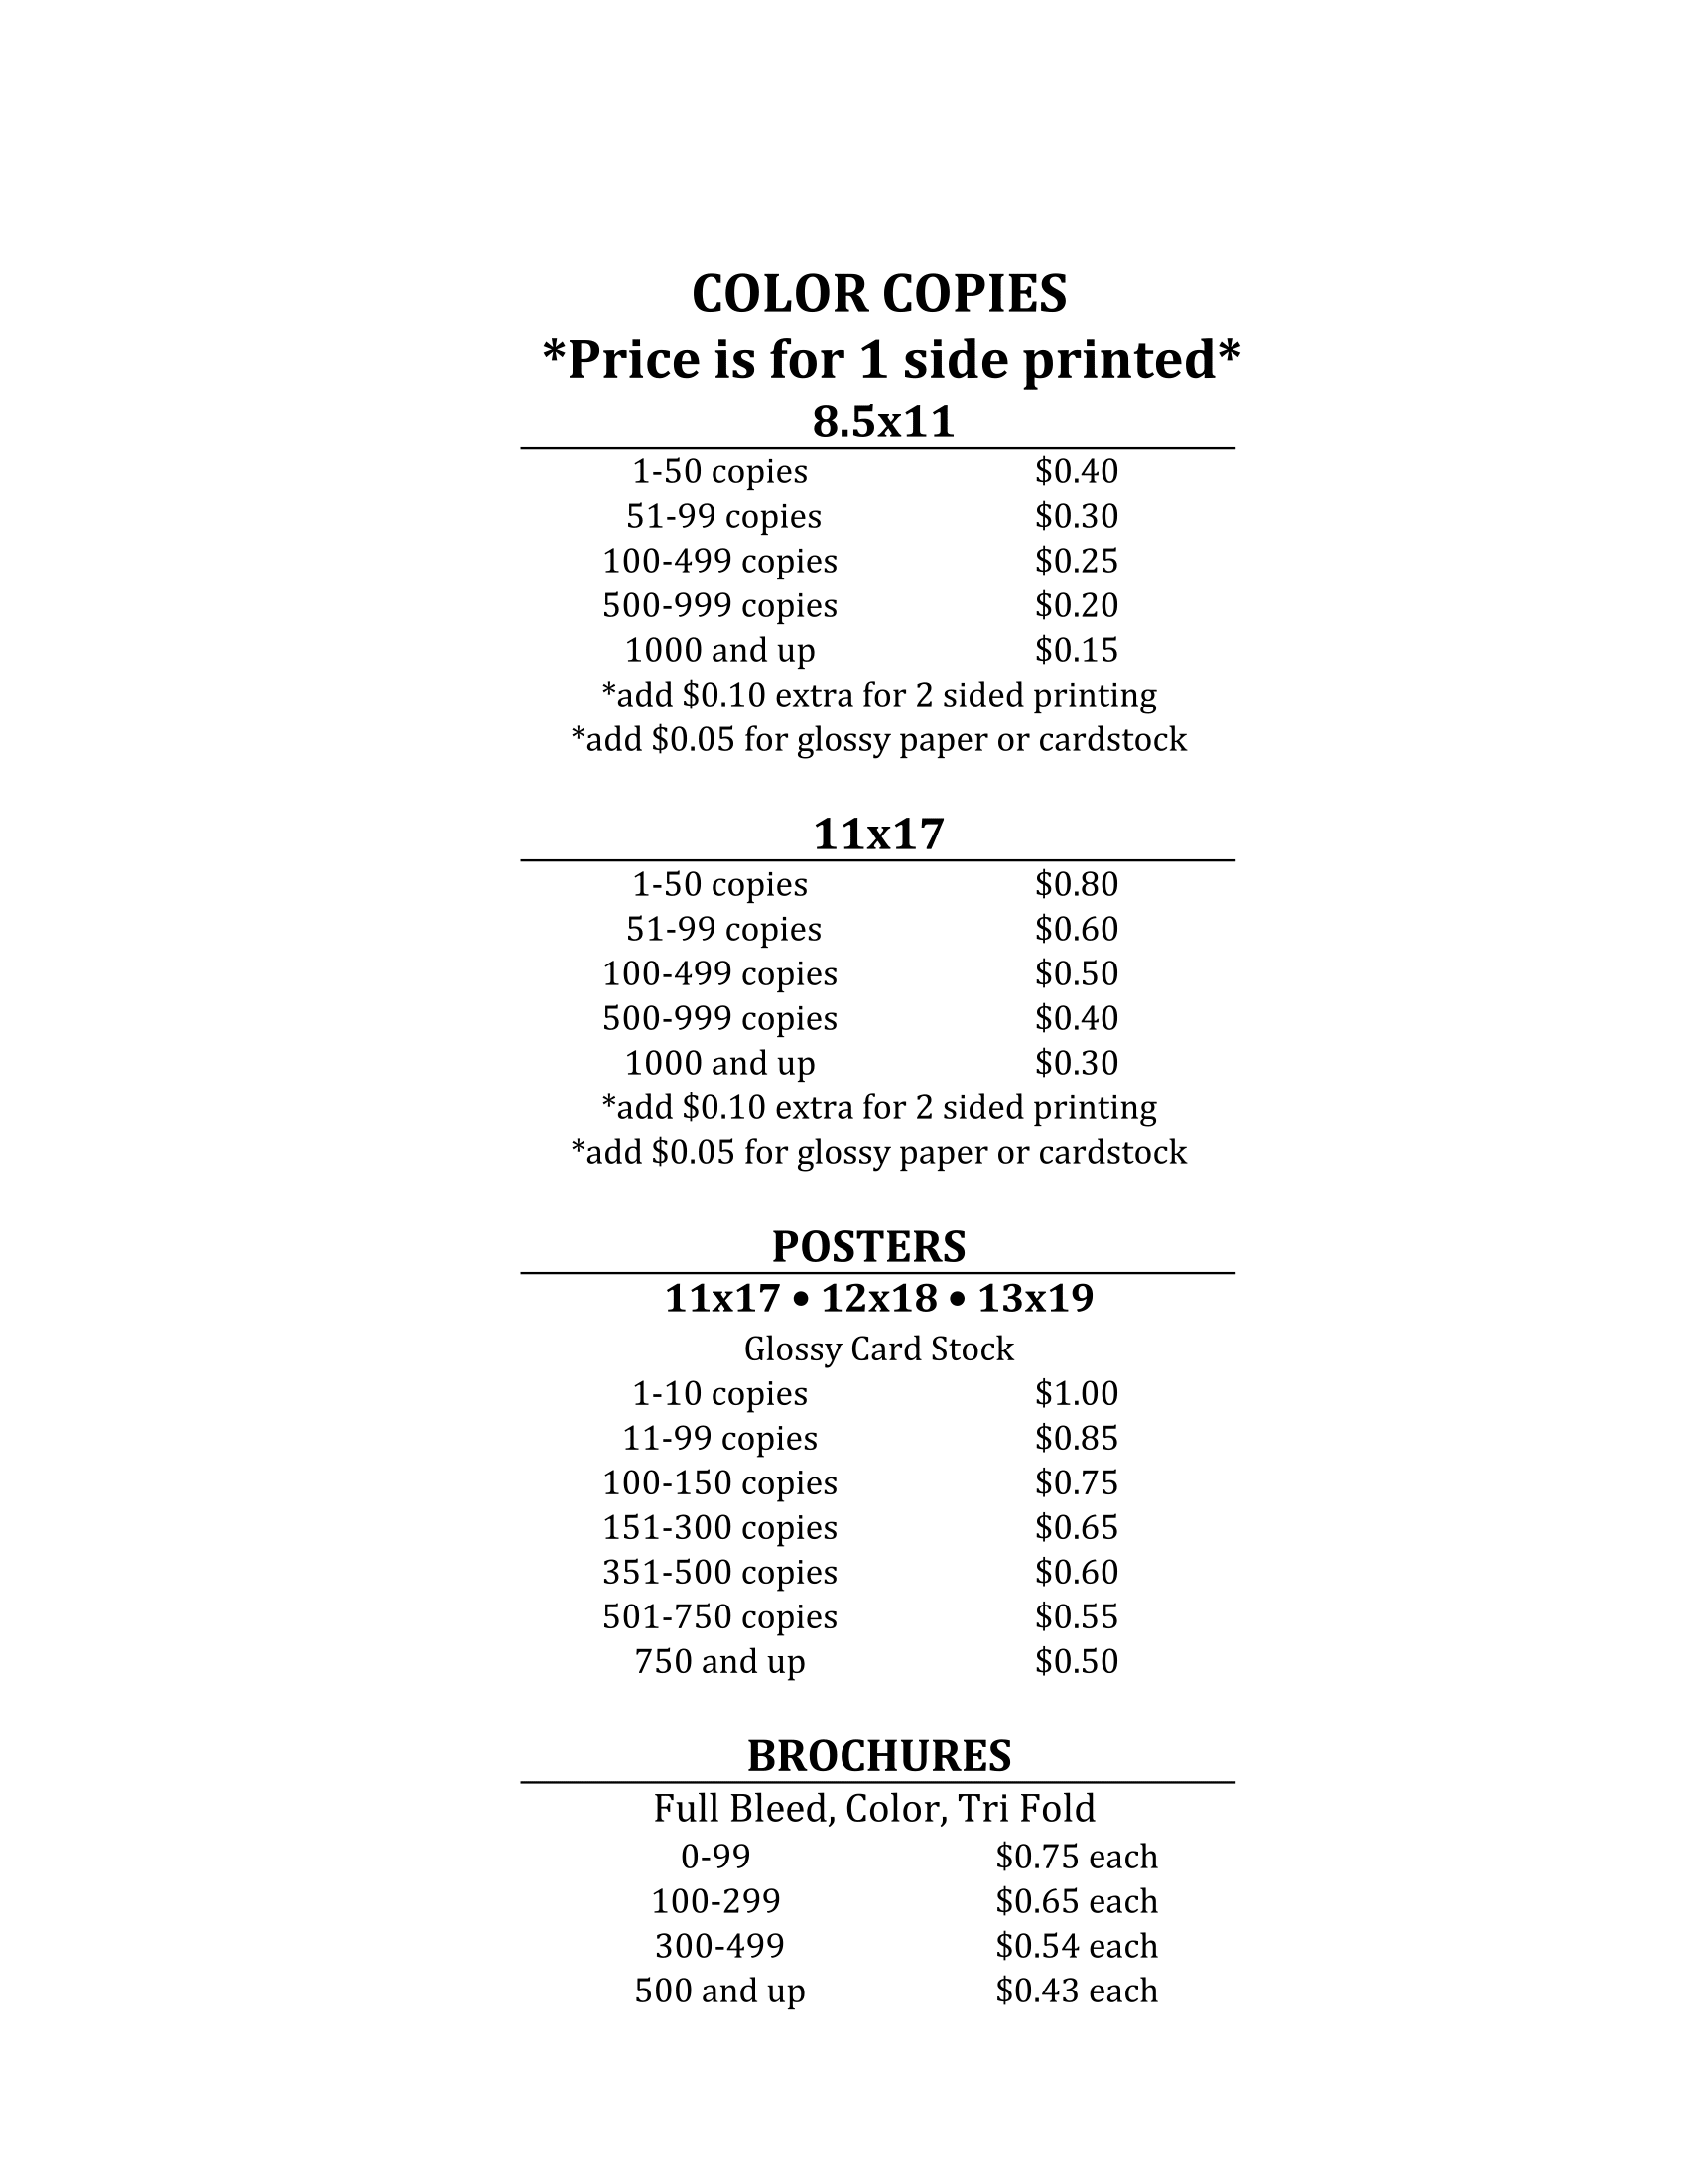 COLOR COPIES
*Price is for 1 side printed*
8.5x11
1-50 copies $0.40
51-99 copies $0.30
100-499 copies $0.25
500-999 copies $0.20
1000 and up $0.15
*add $0.10 extra for 2 sided printing
*add $0.05 for glossy paper or cardstock
11x17
1-50 copies $0.80
51-99 copies $0.60
100-499 copies $0.50
500-999 copies $0.40
1000 and up $0.30
*add $0.10 extra for 2 sided printing
*add $0.05 for glossy paper or cardstock
POSTERS
11x17 • 12x18 • 13x19
Glossy Card Stock
1-10 copies $1.00
11-99 copies $0.85
100-150 copies $0.75
151-300 copies $0.65
351-500 copies $0.60
501-750 copies $0.55
750 and up $0.50
BROCHURES
Full Bleed, Color, Tri Fold
0-99 $0.75 each
100-299 $0.65 each
300-499 $0.54 each
500 and up $0.43 each